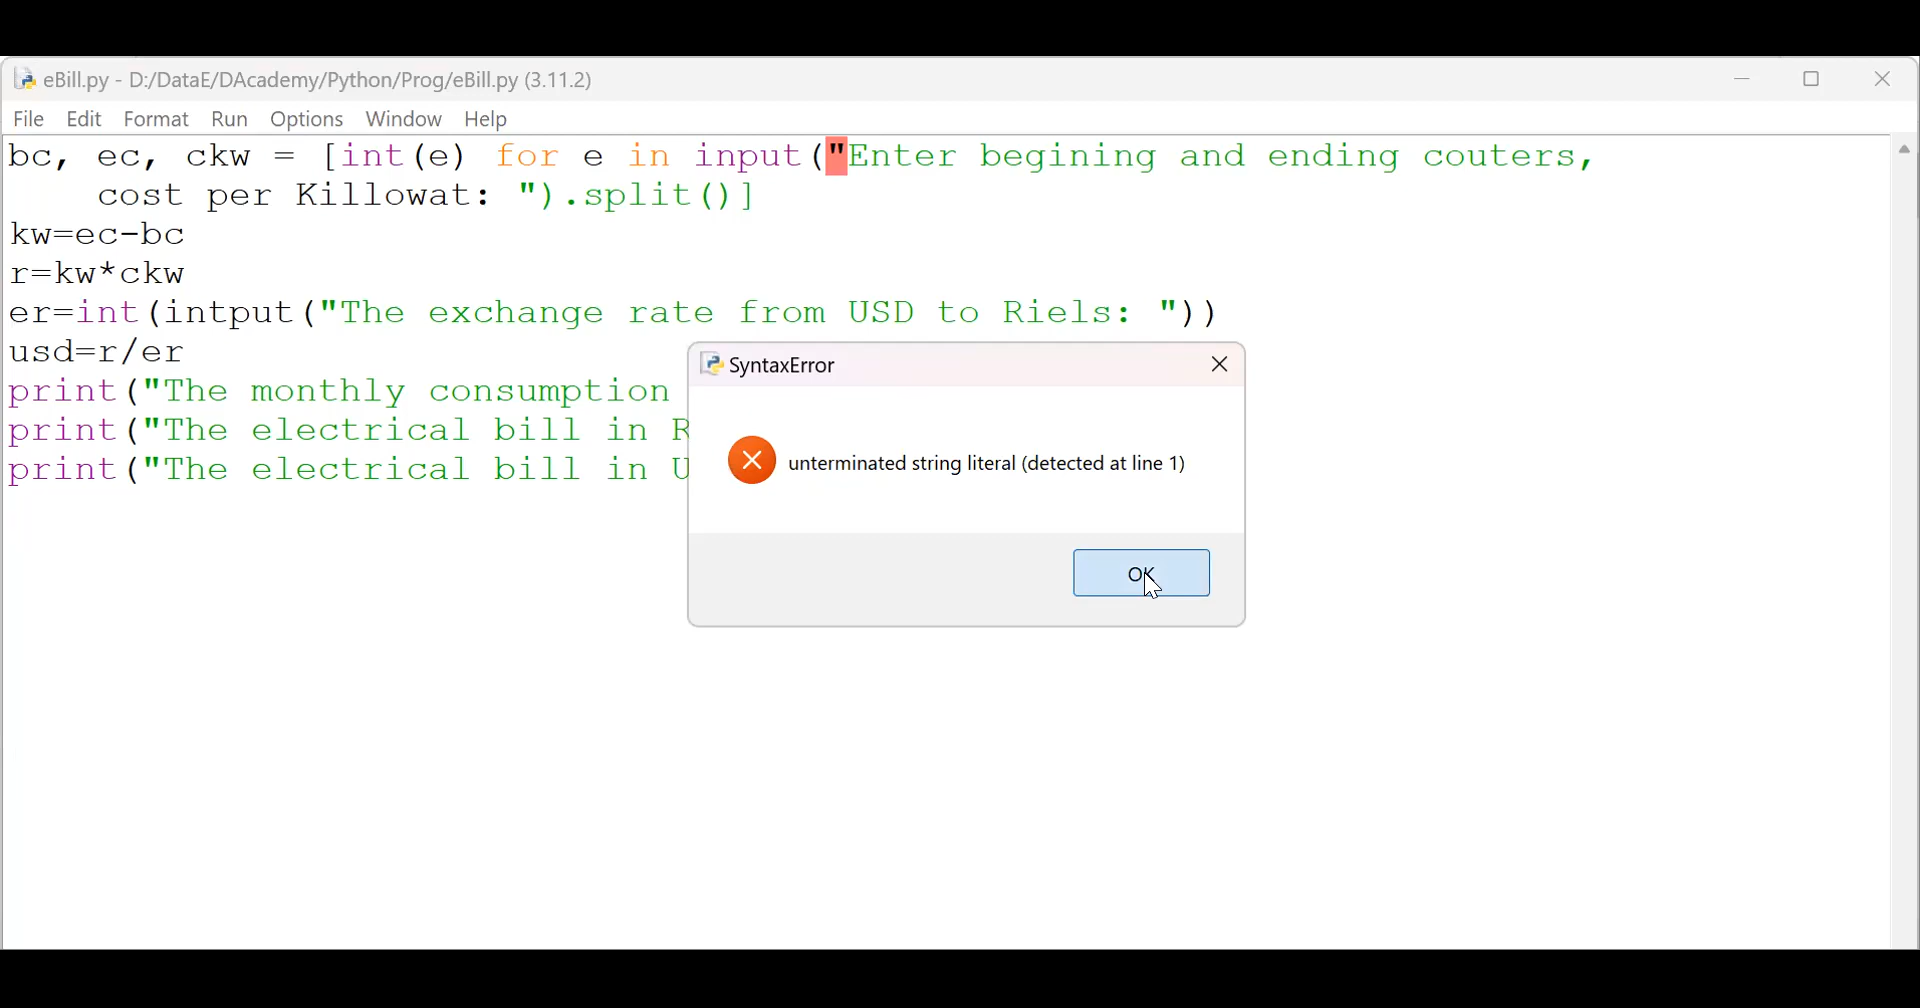 eBill.py - D:/DataE/DAcademy/Python/Prog/eBill.py (3.11.2)
File Edit Format Run Options Window Help
bc, ec, ckw = [int(e) for e in input("Enter begining and ending couters,
cost per Killowat: ").split()]
kw=ec-bc
r=kw*ckw
er=int(intput("The exchange rate from USD to Riels: "))
usd=r/er
print("The monthly consumption
print("The electrical bill in R
print("The electrical bill in U
SyntaxError
unterminated string literal (detected at line 1)
OK